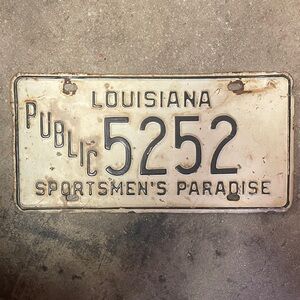 LOUISIANA
PUBLIC 5252
SPORTSMEN'S PARADISE